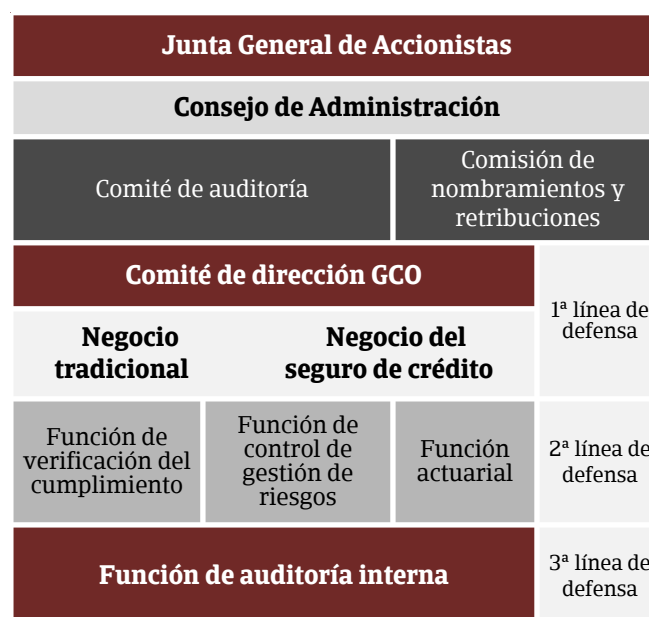 Junta General de Accionistas
Consejo de Administración
Comité de auditoría
Comisión de
nombramientos y
retribuciones
Comité de dirección GCO
1ª línea de
defensa
Negocio
tradicional
Negocio del
seguro de crédito
Función de
verificación del
cumplimiento
Función de
control de
gestión de
riesgos
Función
actuarial
2ª línea de
defensa
Función de auditoría interna
3ª línea de
defensa